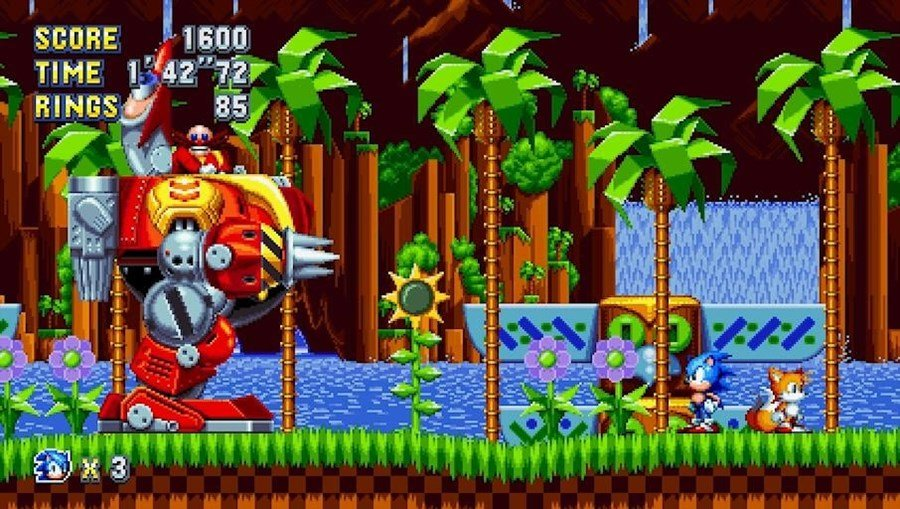 SCORE 1600
TIME 1'42"72
RINGS 85
x 3